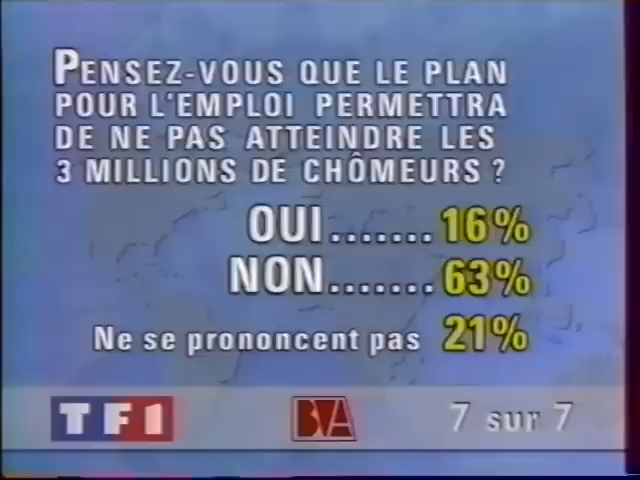 PENSEZ-VOUS QUE LE PLAN
POUR L'EMPLOI PERMETTRA
DE NE PAS ATTEINDRE LES
3 MILLIONS DE CHÔMEURS ?
OUI.......16%
NON.......63%
Ne se prononcent pas 21%
TF1 BVA 7 sur 7